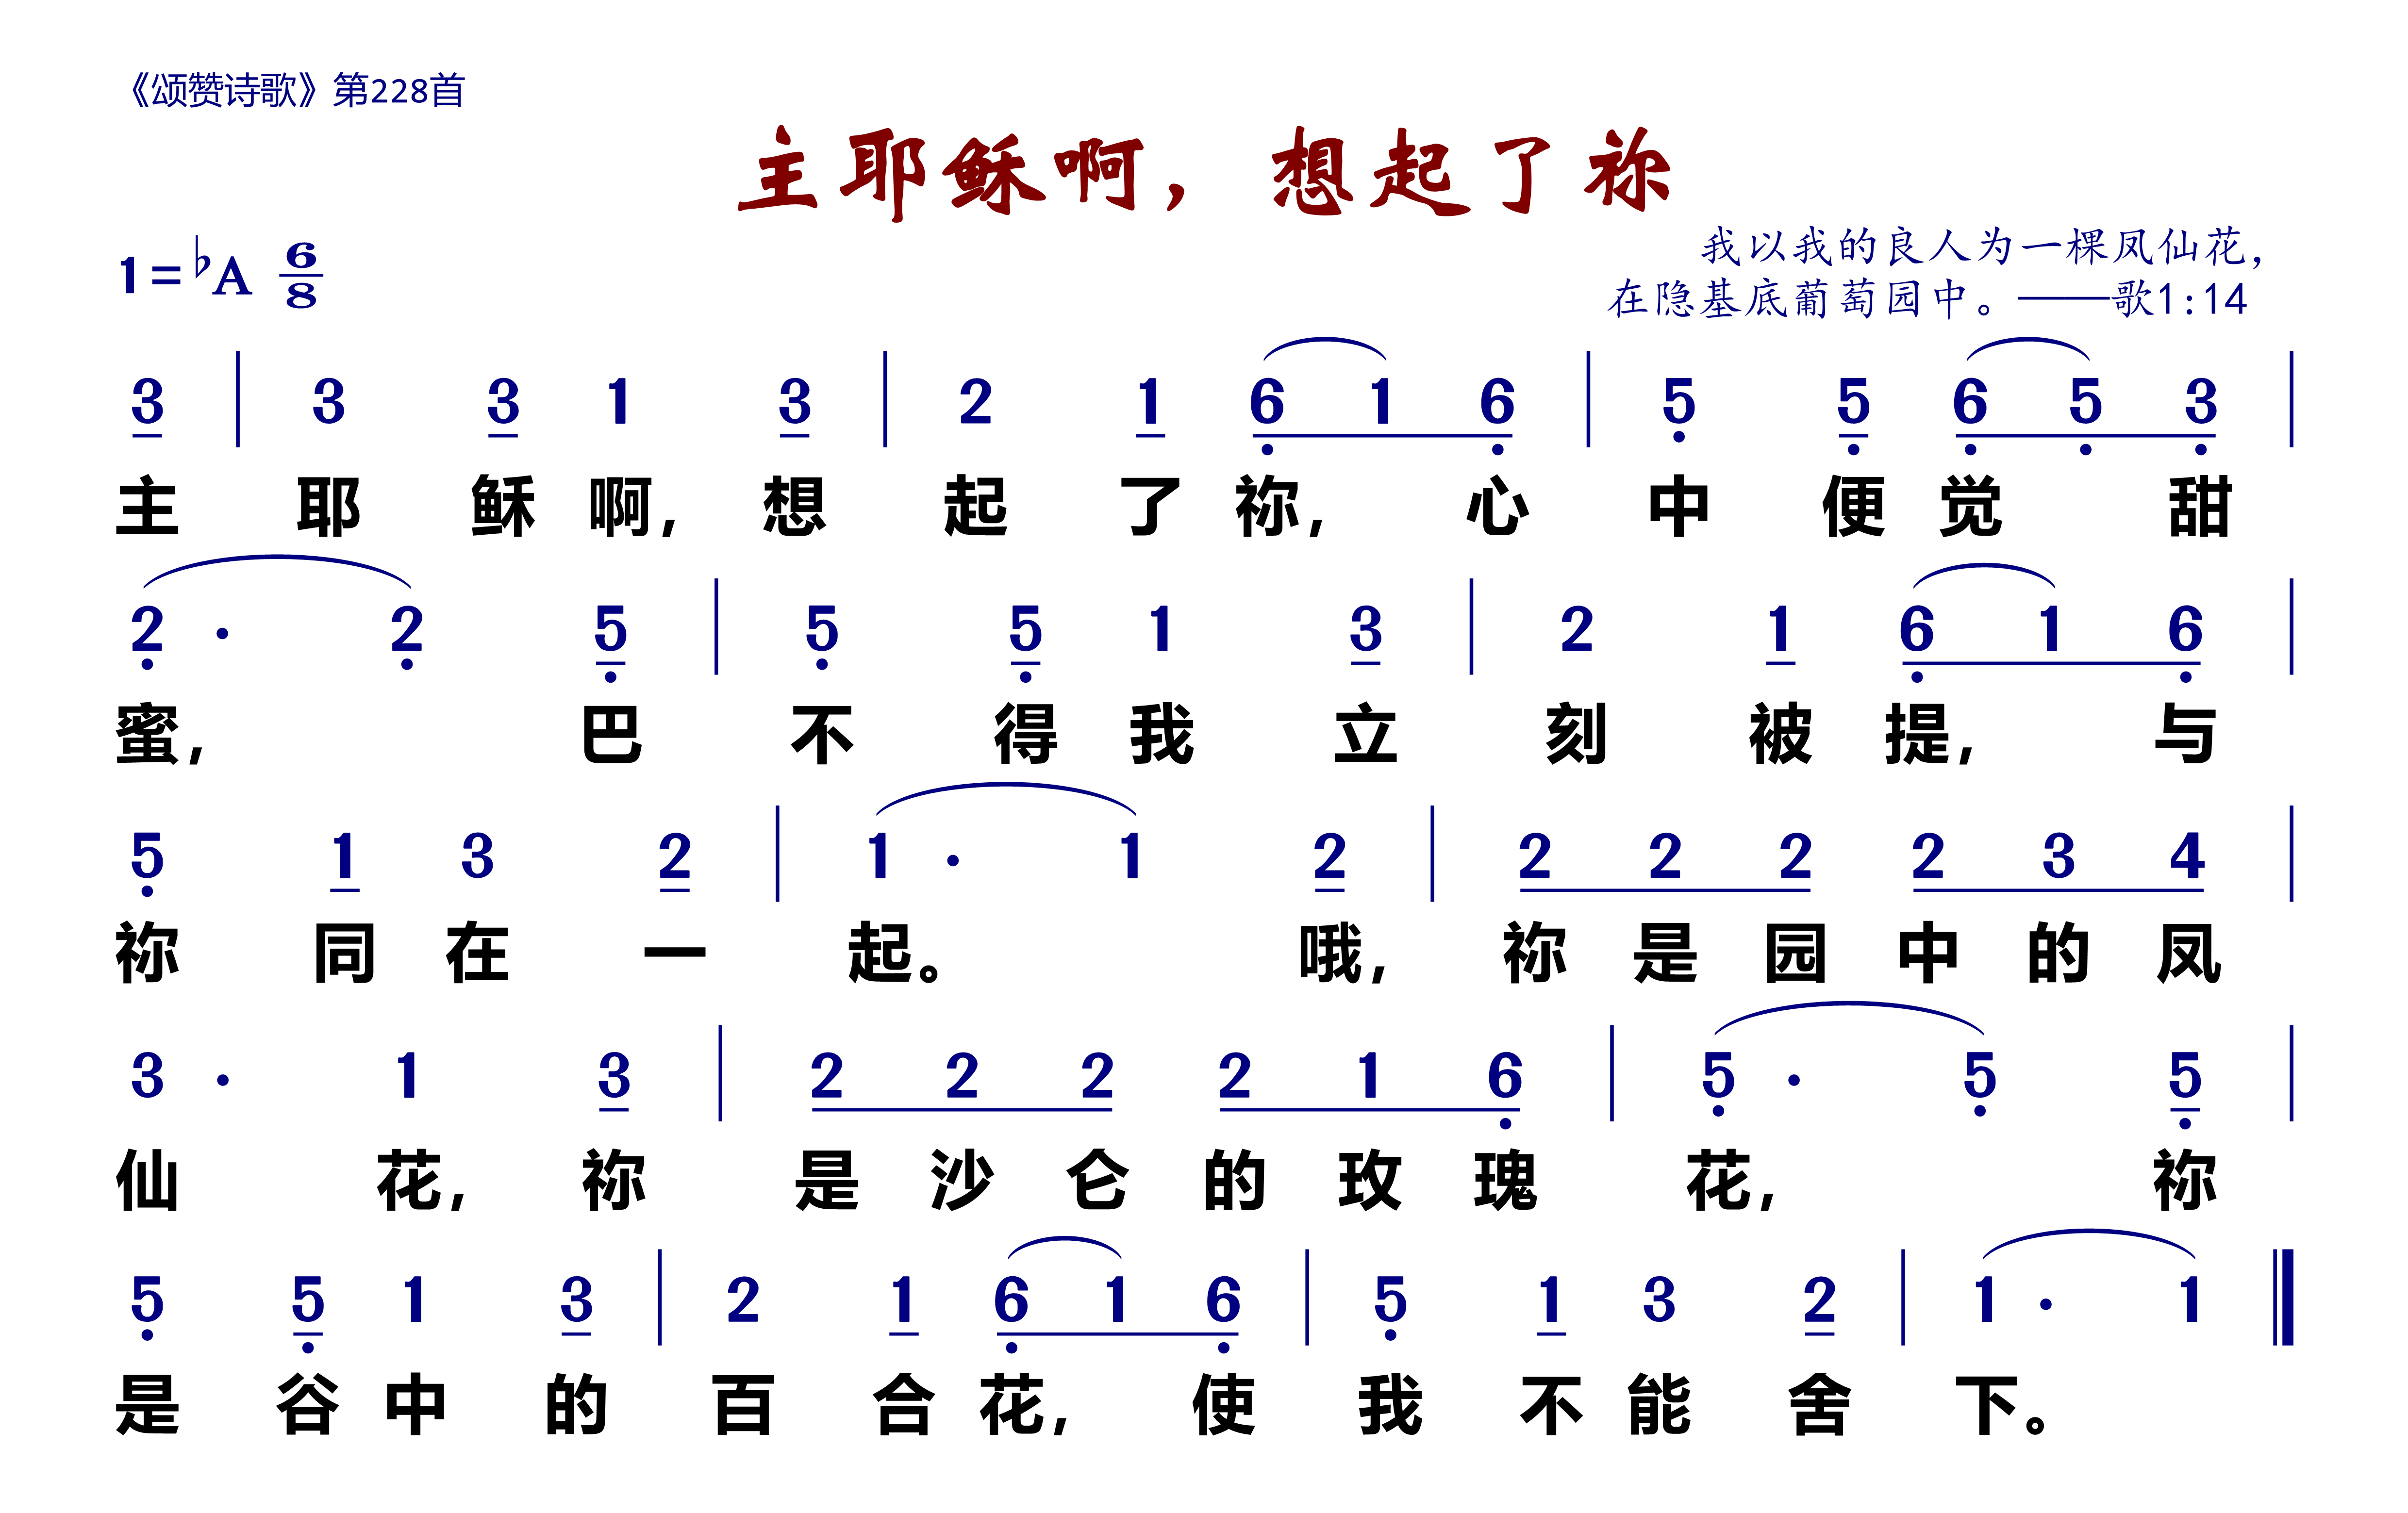 《颂赞诗歌》第228首
主耶稣啊，想起了祢
1=♭A 6/8
我以我的良人为一棵凤仙花，
在隐基底葡萄园中。——歌1:14
3 | 3 3 1 3 | 2 1 6 1 6 | 5 5 6 5 3 |
主耶稣啊，想起了祢，心中便觉甜
2 · 2 5 | 5 5 1 3 | 2 1 6 1 6 |
蜜，巴不得我立刻被提，与
5 1 3 2 | 1 · 1 2 | 2 2 2 2 3 4 |
祢同在一起。哦，祢是园中的凤
3 · 1 3 | 2 2 2 2 1 6 | 5 · 5 5 |
仙花，祢是沙仑的玫瑰花，祢
5 5 1 3 | 2 1 6 1 6 | 5 1 3 2 | 1 · 1
是谷中的百合花，使我不能舍下。